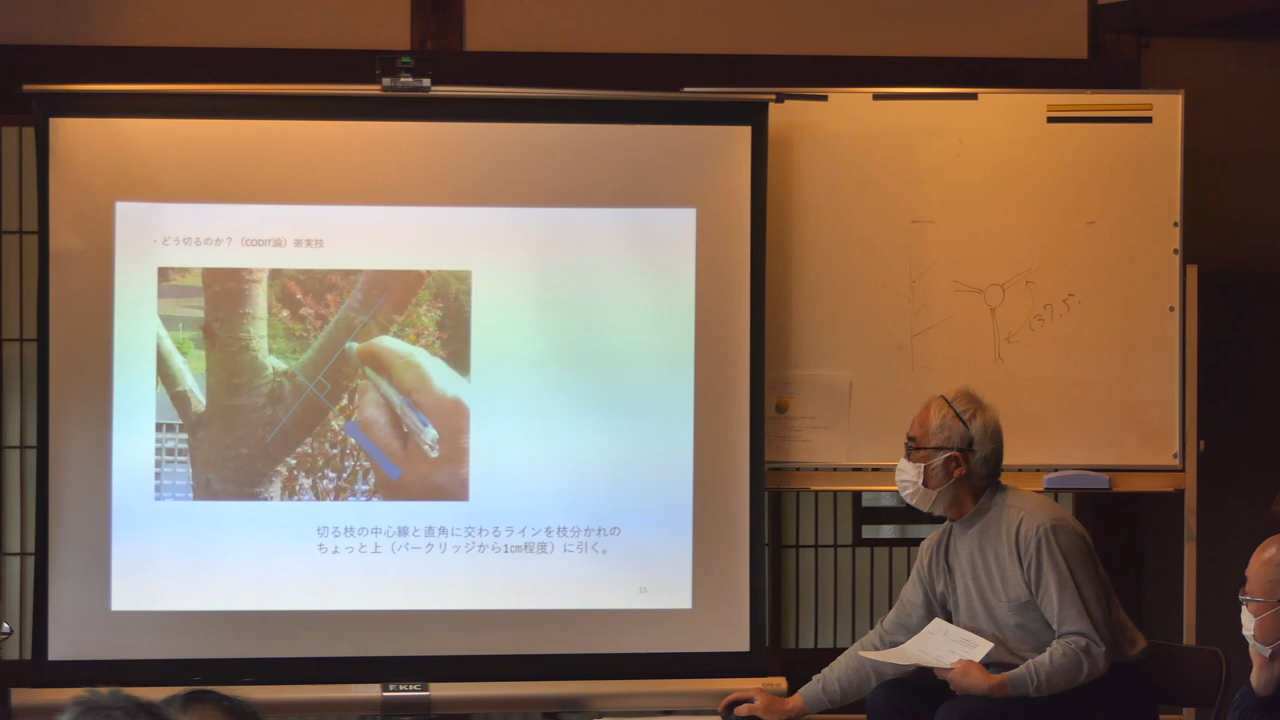 ・どう切るのか？（CODIT論）※実技
切る枝の中心線と直角に交わるラインを枝分かれの
ちょっと上（バークリッジから1㎝程度）に引く。
15
137.5°
KIC